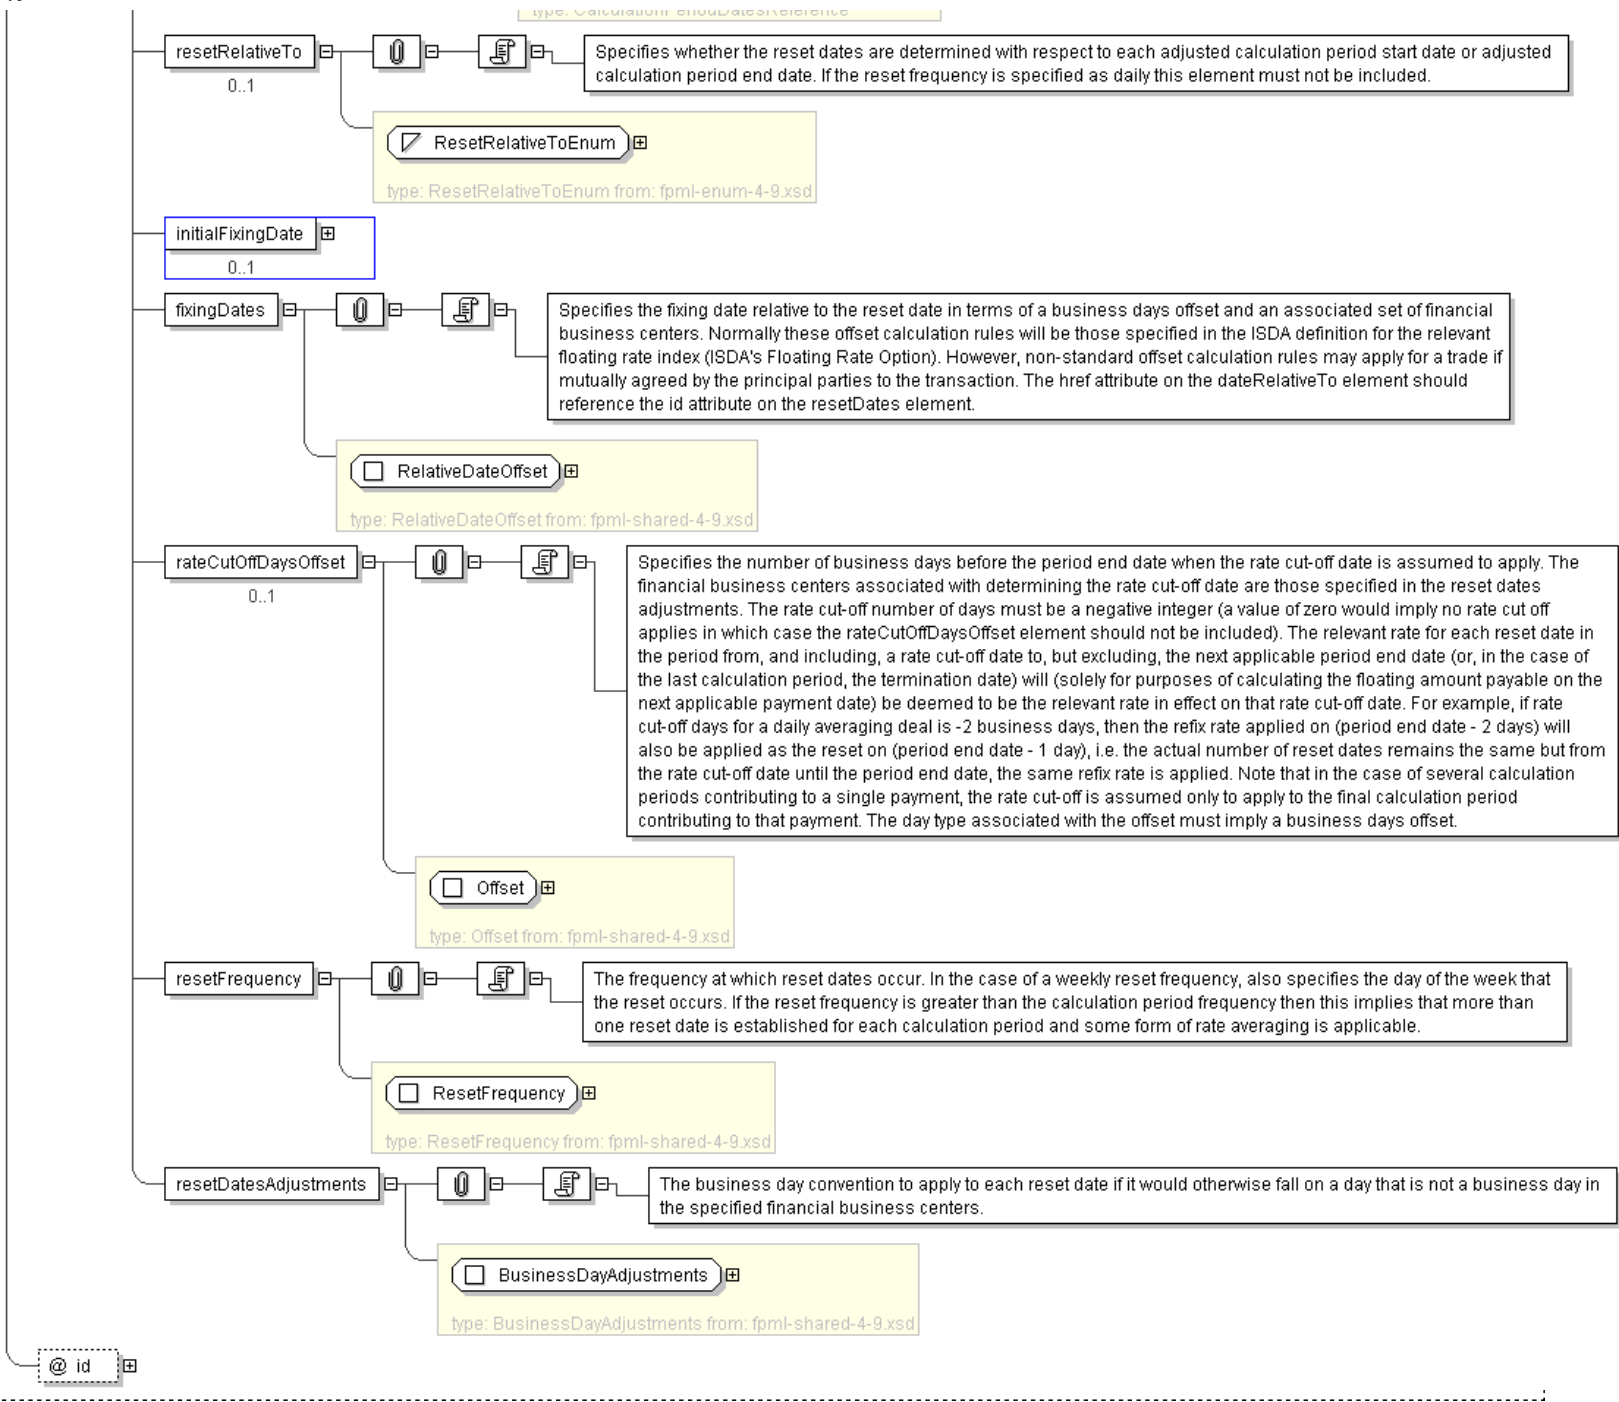 type: CalculationPeriodDatesReference
resetRelativeTo
Specifies whether the reset dates are determined with respect to each adjusted calculation period start date or adjusted
calculation period end date. If the reset frequency is specified as daily this element must not be included.
0..1
ResetRelativeToEnum
type: ResetRelativeToEnum from: fpml-enum-4-9.xsd
initialFixingDate
0..1
fixingDates
Specifies the fixing date relative to the reset date in terms of a business days offset and an associated set of financial
business centers. Normally these offset calculation rules will be those specified in the ISDA definition for the relevant
floating rate index (ISDA's Floating Rate Option). However, non-standard offset calculation rules may apply for a trade if
mutually agreed by the principal parties to the transaction. The href attribute on the dateRelativeTo element should
reference the id attribute on the resetDates element.
RelativeDateOffset
type: RelativeDateOffset from: fpml-shared-4-9.xsd
rateCutOffDaysOffset
0..1
Specifies the number of business days before the period end date when the rate cut-off date is assumed to apply. The
financial business centers associated with determining the rate cut-off date are those specified in the reset dates
adjustments. The rate cut-off number of days must be a negative integer (a value of zero would imply no rate cut off
applies in which case the rateCutOffDaysOffset element should not be included). The relevant rate for each reset date in
the period from, and including, a rate cut-off date to, but excluding, the next applicable period end date (or, in the case of
the last calculation period, the termination date) will (solely for purposes of calculating the floating amount payable on the
next applicable payment date) be deemed to be the relevant rate in effect on that rate cut-off date. For example, if rate
cut-off days for a daily averaging deal is -2 business days, then the refix rate applied on (period end date - 2 days) will
also be applied as the reset on (period end date - 1 day), i.e. the actual number of reset dates remains the same but from
the rate cut-off date until the period end date, the same refix rate is applied. Note that in the case of several calculation
periods contributing to a single payment, the rate cut-off is assumed only to apply to the final calculation period
contributing to that payment. The day type associated with the offset must imply a business days offset.
Offset
type: Offset from: fpml-shared-4-9.xsd
resetFrequency
The frequency at which reset dates occur. In the case of a weekly reset frequency, also specifies the day of the week that
the reset occurs. If the reset frequency is greater than the calculation period frequency then this implies that more than
one reset date is established for each calculation period and some form of rate averaging is applicable.
ResetFrequency
type: ResetFrequency from: fpml-shared-4-9.xsd
resetDatesAdjustments
The business day convention to apply to each reset date if it would otherwise fall on a day that is not a business day in
the specified financial business centers.
BusinessDayAdjustments
type: BusinessDayAdjustments from: fpml-shared-4-9.xsd
@ id